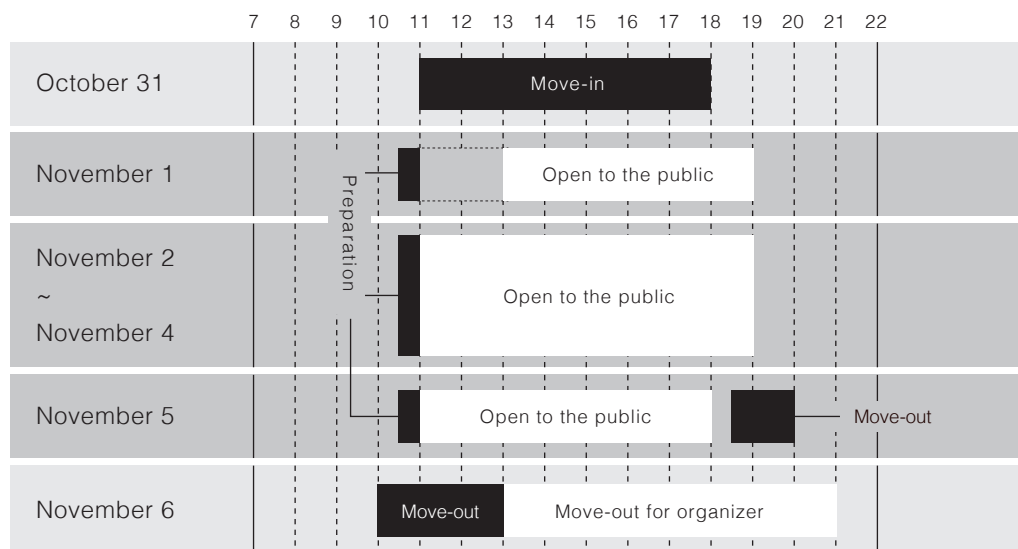 7 8 9 10 11 12 13 14 15 16 17 18 19 20 21 22
October 31
Move-in
November 1
Open to the public
Preparation
November 2
~
November 4
Open to the public
November 5
Open to the public
Move-out
November 6
Move-out
Move-out for organizer